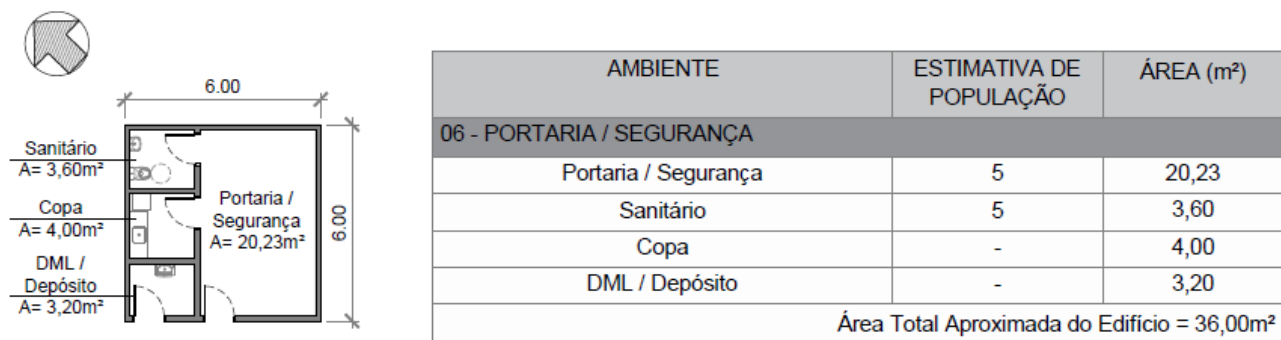 6.00
Sanitário
A= 3,60m²
Copa
A= 4,00m²
DML /
Depósito
A= 3,20m²
Portaria /
Segurança
A= 20,23m²
6.00
AMBIENTE ESTIMATIVA DE POPULAÇÃO ÁREA (m²)
06 - PORTARIA / SEGURANÇA
Portaria / Segurança 5 20,23
Sanitário 5 3,60
Copa - 4,00
DML / Depósito - 3,20
Área Total Aproximada do Edifício = 36,00m²